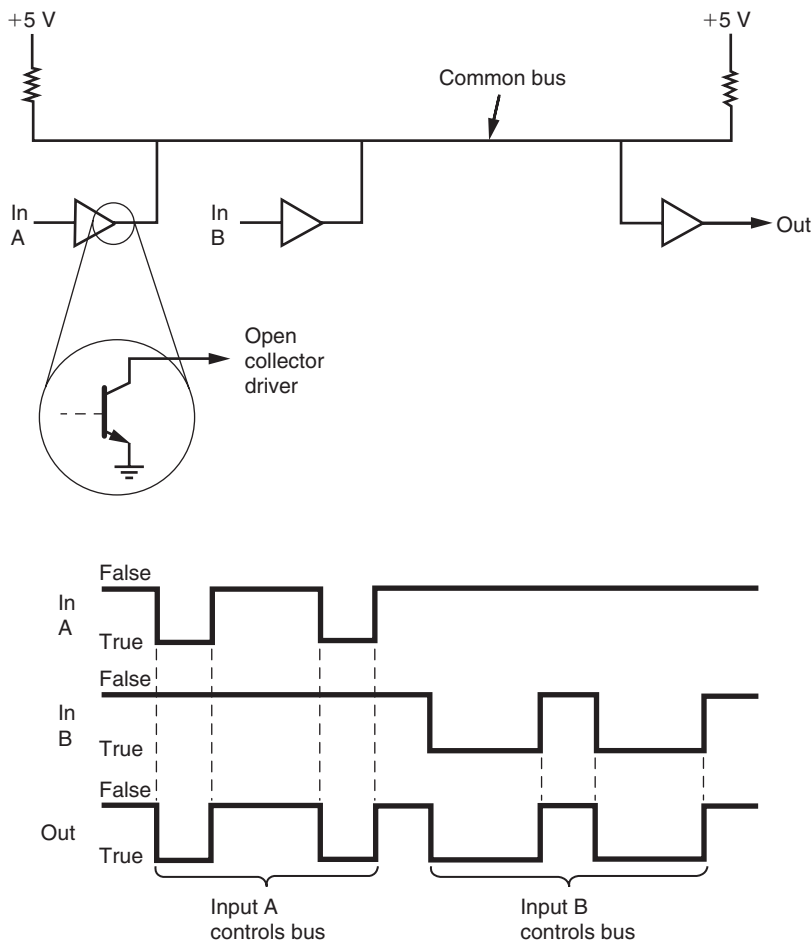 +5 V
+5 V
Common bus
In
A
In
B
Out
Open
collector
driver
False
In
A
True
False
In
B
True
False
Out
True
Input A
controls bus
Input B
controls bus